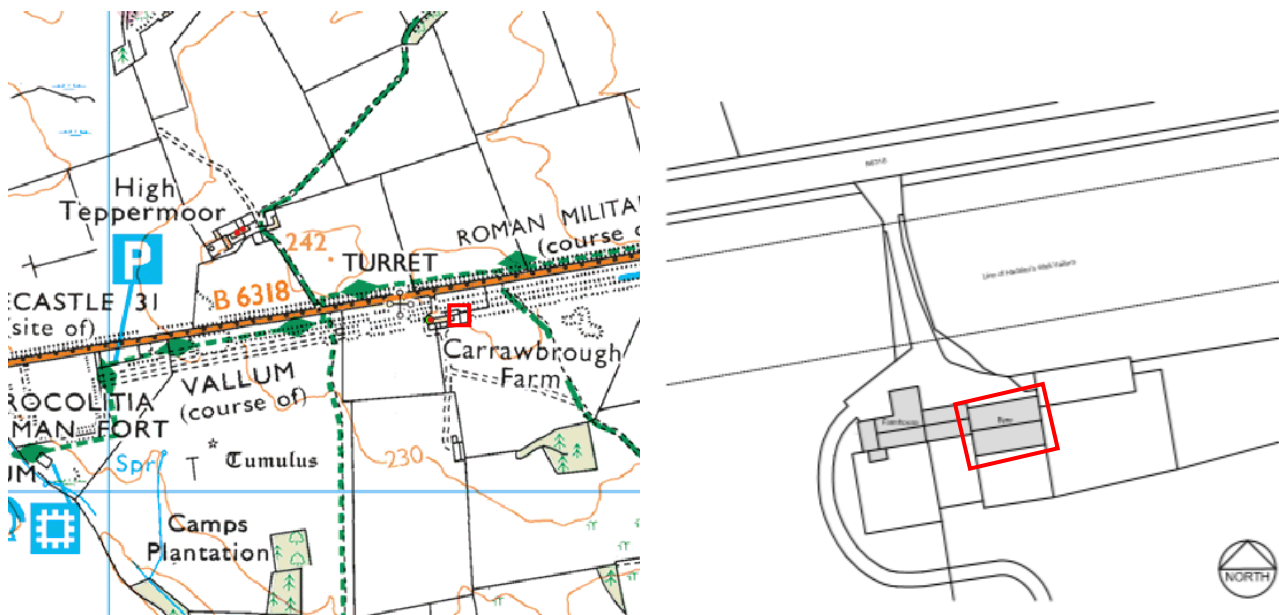 High
Teppermoor
P
242
ROMAN MILITA
(course o
TURRET
B 6318
ECASTLE 31
(site of)
Carrawbrough
Farm
VALLUM
(course of)
ROCOLITIA
MAN FORT
UM
Spr
Tumulus
230
Camps
Plantation
B6318
Line of Hadrian's Wall Vallum
Farmhouse
NORTH